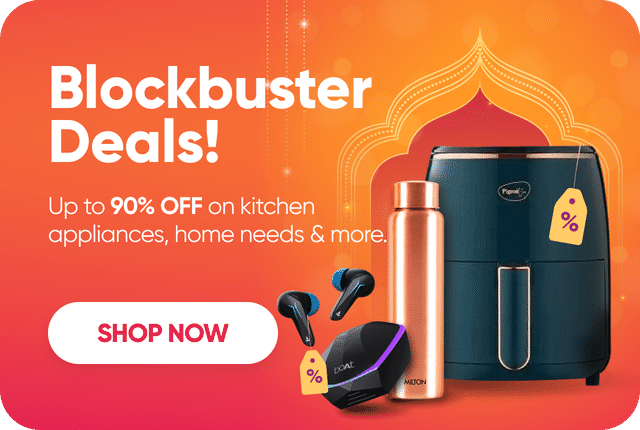 Blockbuster
Deals!
Up to 90% OFF on kitchen
appliances, home needs & more.
SHOP NOW
Pigeon
%
MILTON
boAt
%